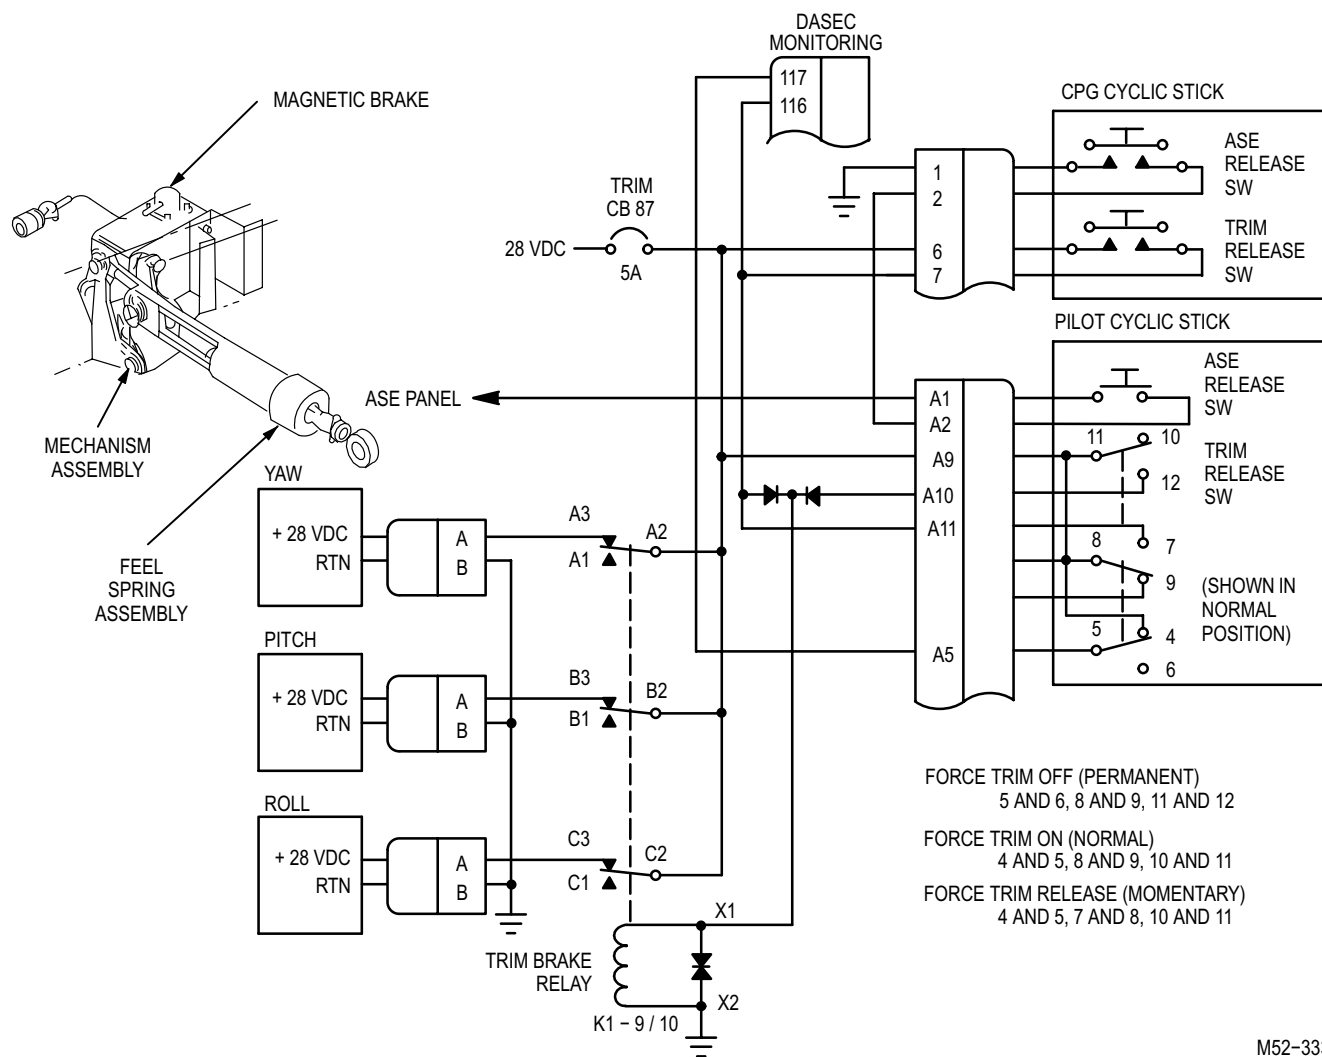 DASEC
MONITORING
117
116
MAGNETIC BRAKE
CPG CYCLIC STICK
ASE
RELEASE
SW
1
2
TRIM
CB 87
28 VDC
5A
6
7
TRIM
RELEASE
SW
PILOT CYCLIC STICK
ASE
RELEASE
SW
ASE PANEL
A1
A2
MECHANISM
ASSEMBLY
11
10
A9
TRIM
RELEASE
SW
12
A10
A11
YAW
+ 28 VDC
RTN
A
B
A3
A2
A1
8
7
9
(SHOWN IN
NORMAL
POSITION)
FEEL
SPRING
ASSEMBLY
5
4
A5
6
PITCH
+ 28 VDC
RTN
A
B
B3
B2
B1
FORCE TRIM OFF (PERMANENT)
5 AND 6, 8 AND 9, 11 AND 12
FORCE TRIM ON (NORMAL)
4 AND 5, 8 AND 9, 10 AND 11
FORCE TRIM RELEASE (MOMENTARY)
4 AND 5, 7 AND 8, 10 AND 11
ROLL
+ 28 VDC
RTN
A
B
C3
C2
C1
X1
TRIM BRAKE
RELAY
X2
K1 − 9 / 10